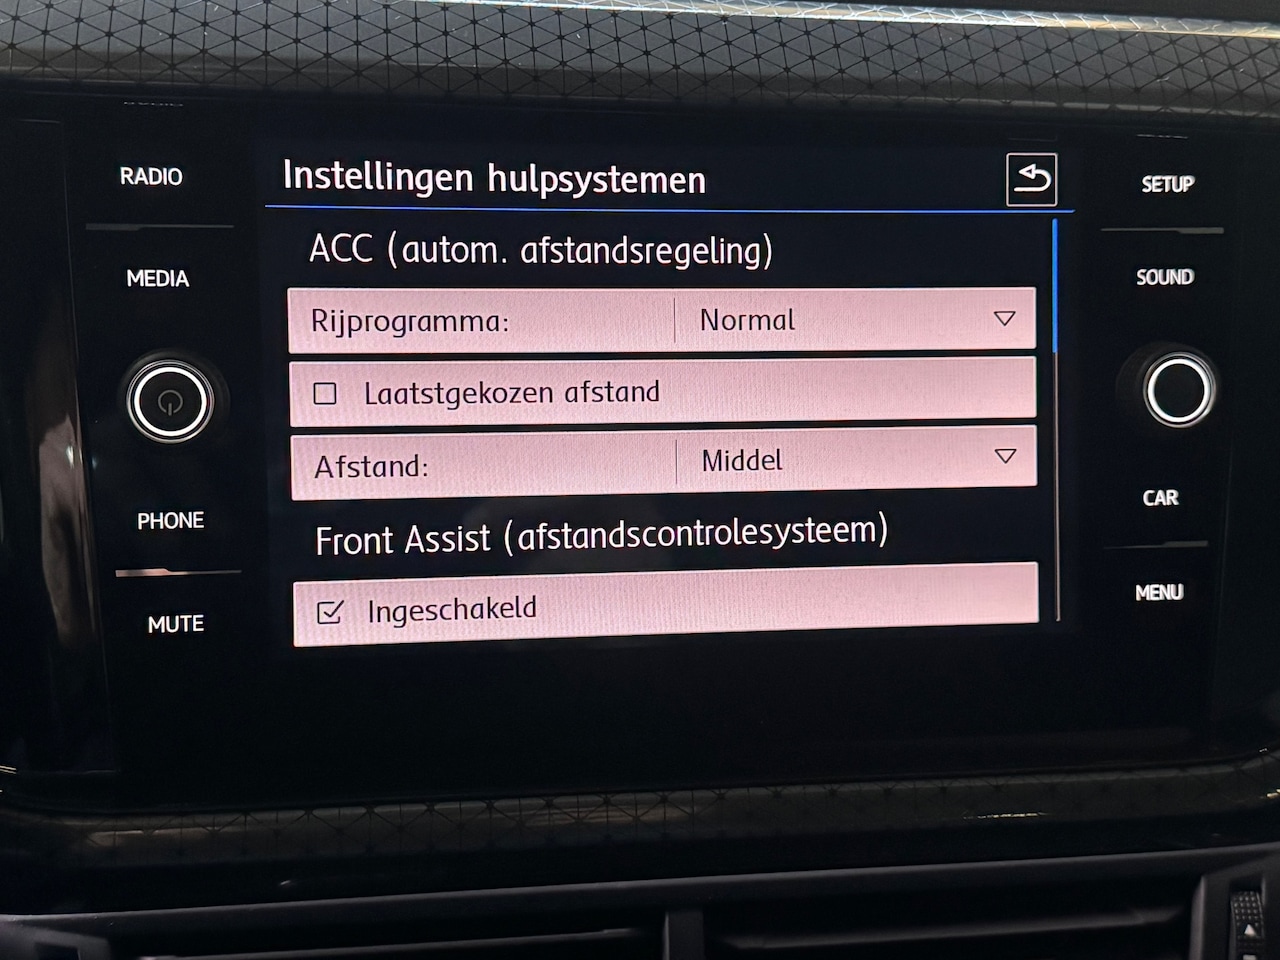 RADIO
MEDIA
PHONE
MUTE
Instellingen hulpsystemen
ACC (autom. afstandsregeling)
Rijprogramma: Normal
Laatstgekozen afstand
Afstand: Middel
Front Assist (afstandscontrolesysteem)
Ingeschakeld
SETUP
SOUND
CAR
MENU